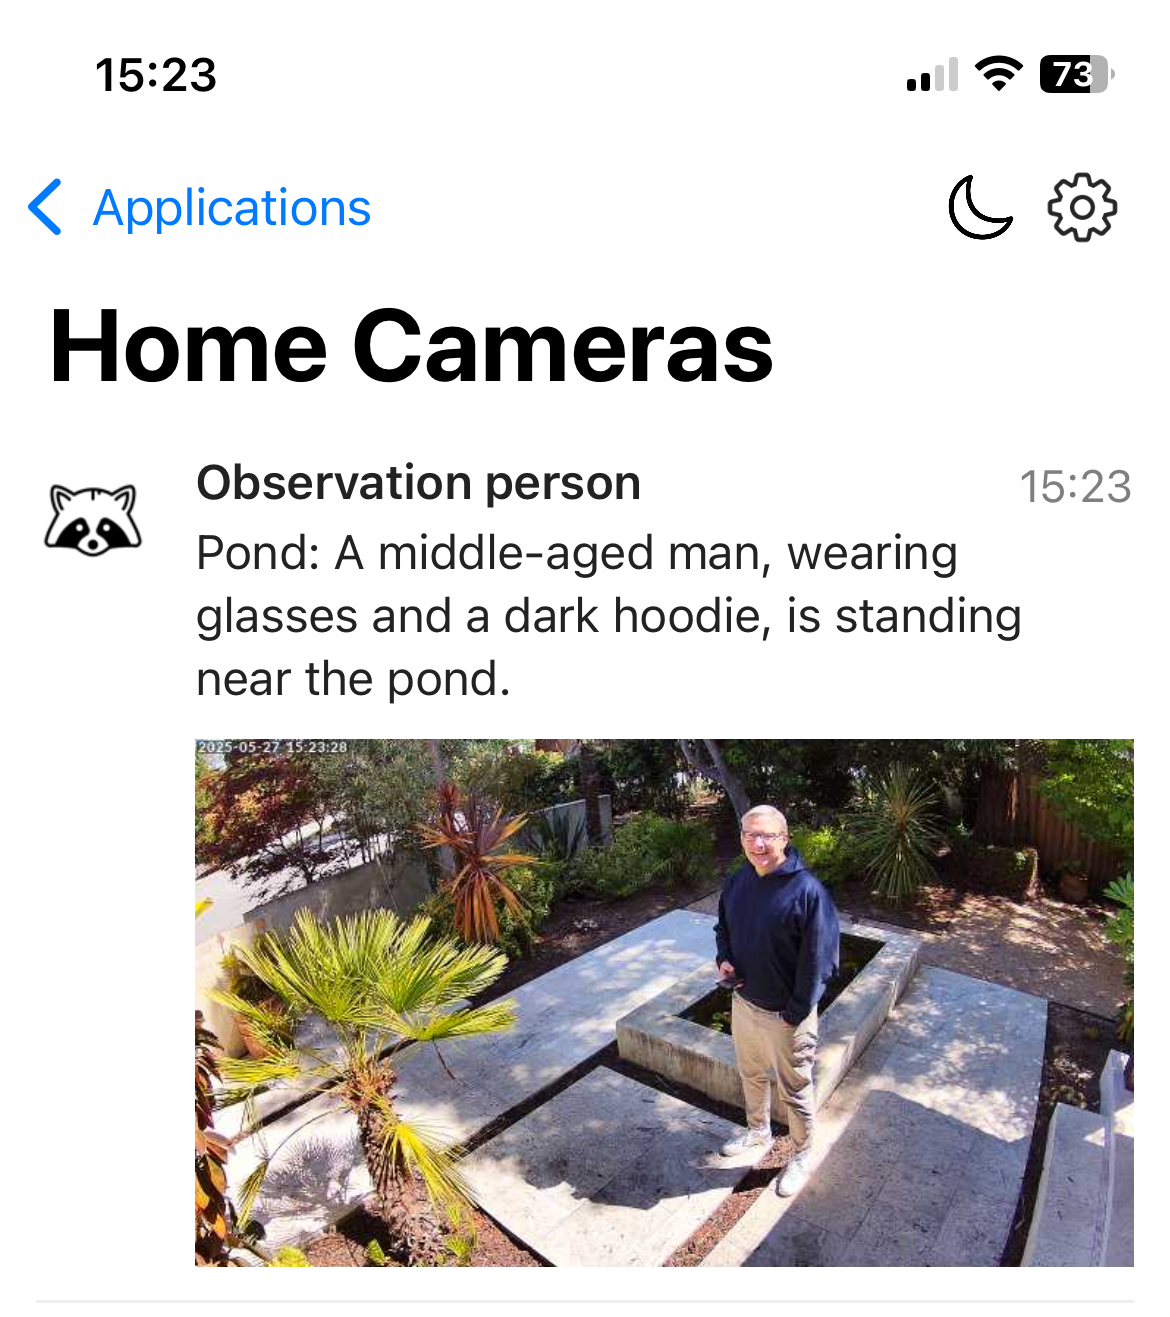 15:23
73
Applications
Home Cameras
Observation person
15:23
Pond: A middle-aged man, wearing
glasses and a dark hoodie, is standing
near the pond.
2025-05-27 15:23:28